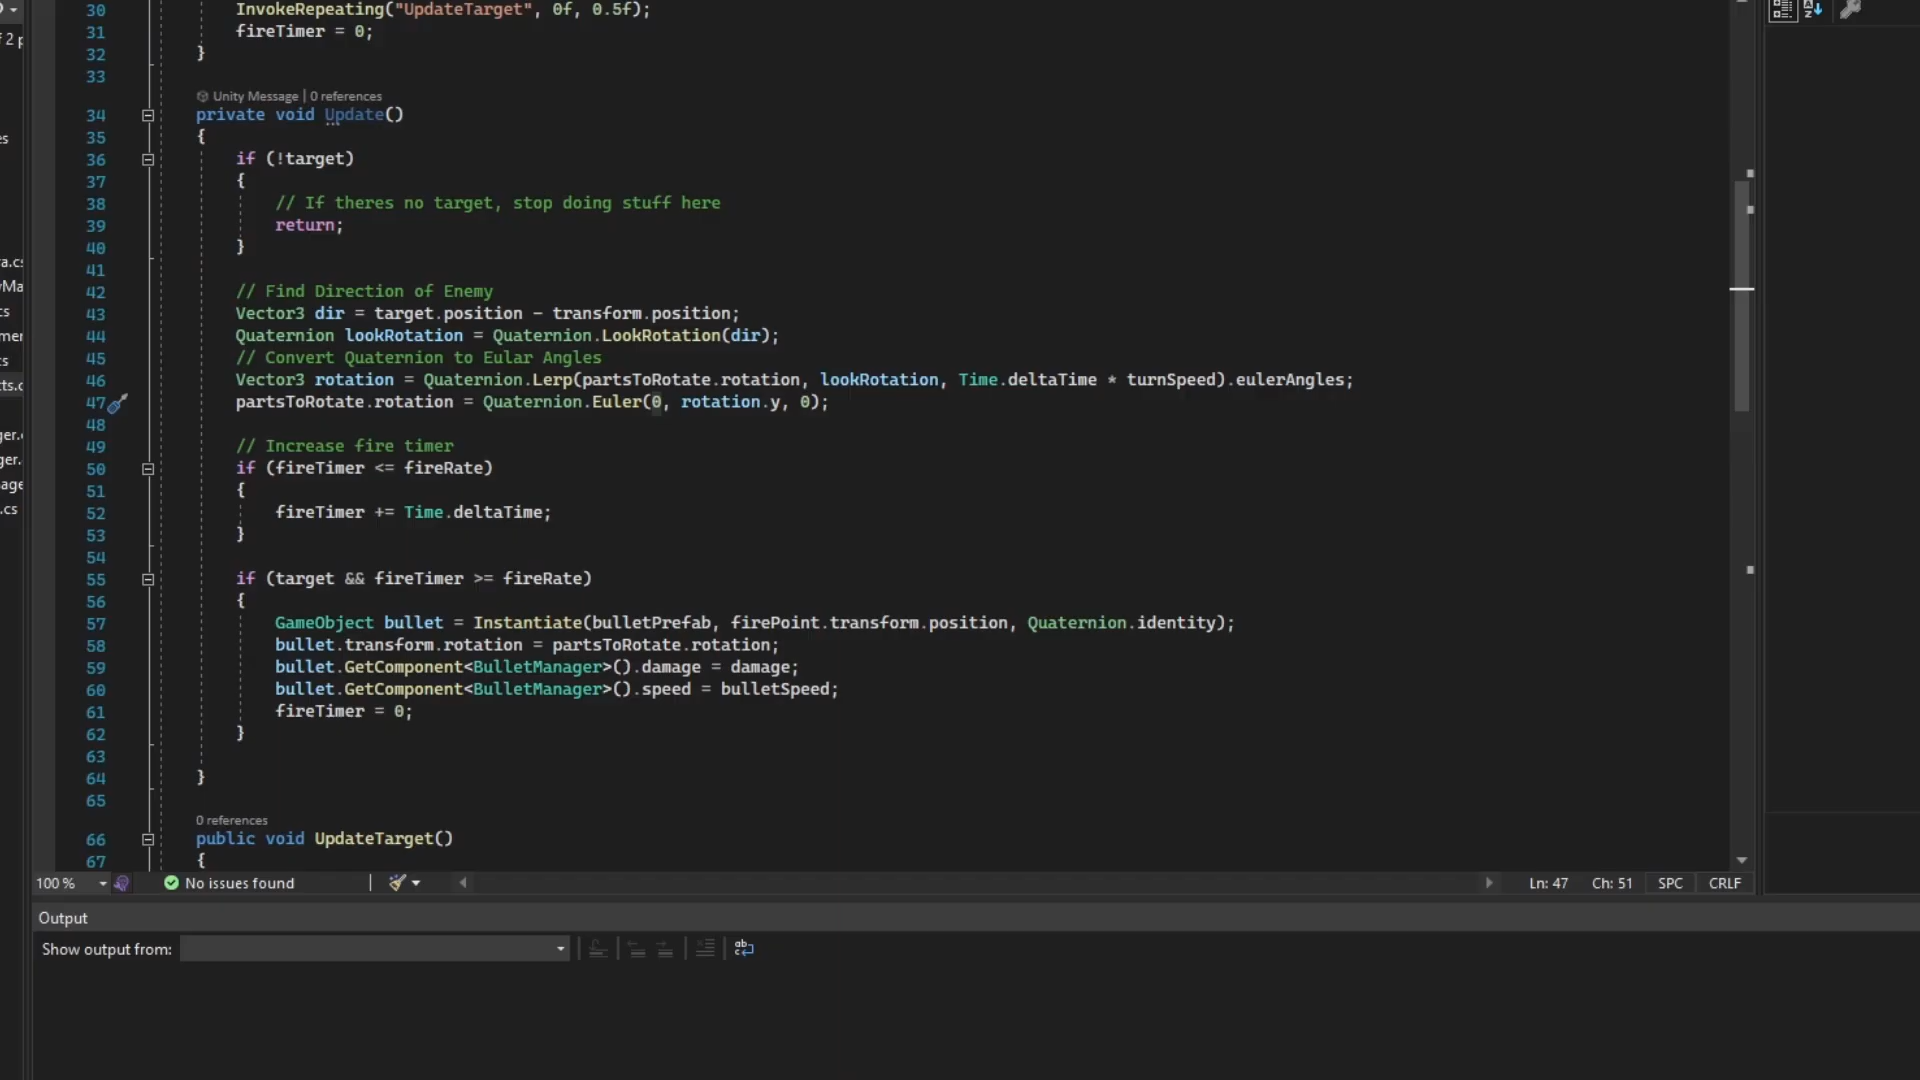 30 InvokeRepeating("UpdateTarget", 0f, 0.5f);
31 fireTimer = 0;
32 }
33
Unity Message | 0 references
34 private void Update()
35 {
36 if (!target)
37 {
38 // If theres no target, stop doing stuff here
39 return;
40 }
41
42 // Find Direction of Enemy
43 Vector3 dir = target.position - transform.position;
44 Quaternion lookRotation = Quaternion.LookRotation(dir);
45 // Convert Quaternion to Eular Angles
46 Vector3 rotation = Quaternion.Lerp(partsToRotate.rotation, lookRotation, Time.deltaTime * turnSpeed).eulerAngles;
47 partsToRotate.rotation = Quaternion.Euler(0, rotation.y, 0);
48
49 // Increase fire timer
50 if (fireTimer <= fireRate)
51 {
52 fireTimer += Time.deltaTime;
53 }
54
55 if (target && fireTimer >= fireRate)
56 {
57 GameObject bullet = Instantiate(bulletPrefab, firePoint.transform.position, Quaternion.identity);
58 bullet.transform.rotation = partsToRotate.rotation;
59 bullet.GetComponent<BulletManager>().damage = damage;
60 bullet.GetComponent<BulletManager>().speed = bulletSpeed;
61 fireTimer = 0;
62 }
63
64 }
65
0 references
66 public void UpdateTarget()
67 {
100 % No issues found Ln: 47 Ch: 51 SPC CRLF
Output
Show output from: